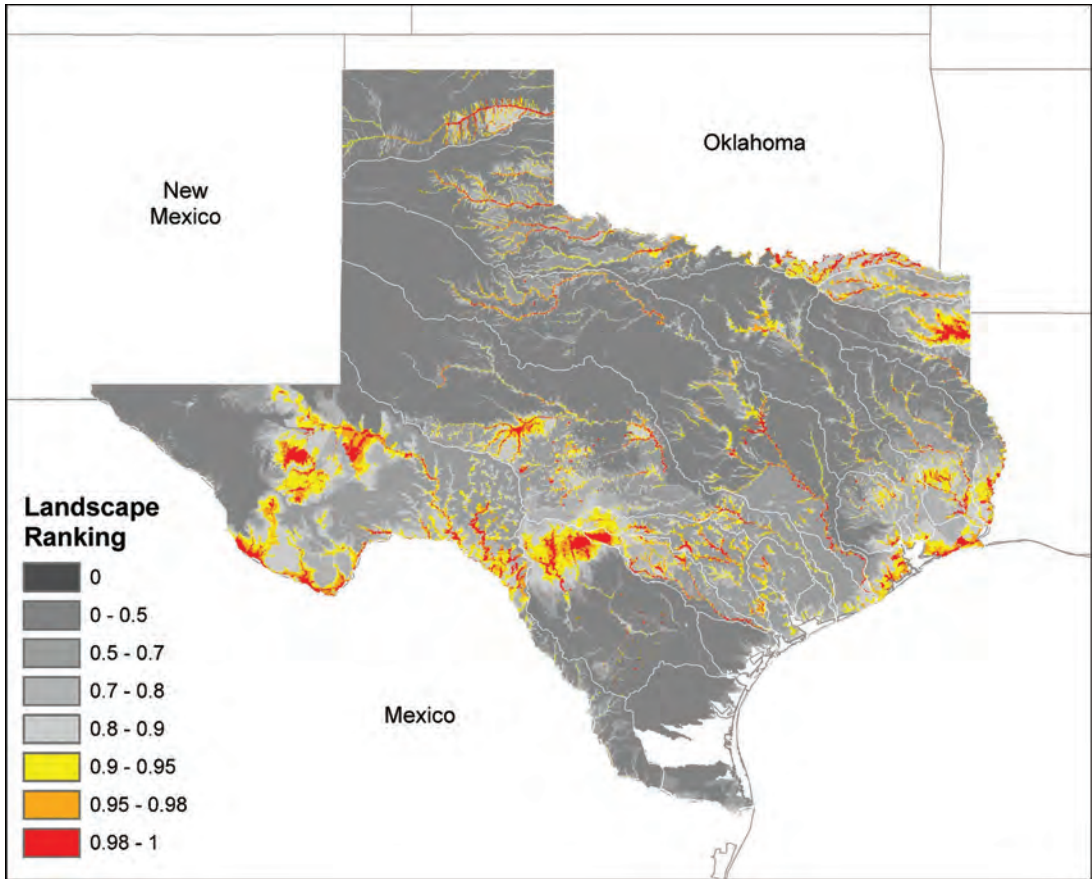 Oklahoma
New
Mexico
Landscape
Ranking
0
0 - 0.5
0.5 - 0.7
0.7 - 0.8
0.8 - 0.9
0.9 - 0.95
0.95 - 0.98
0.98 - 1
Mexico